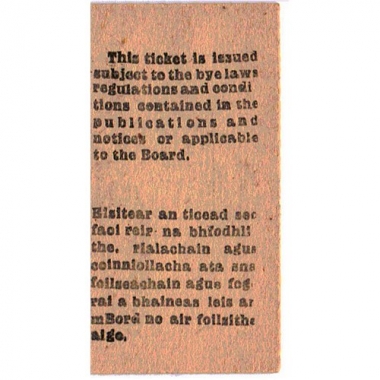 This ticket is issued
subject to the bye laws
regulations and condi
tions contained in the
publications and
notices or applicable
to the Board.
Eisitear an ticead seo
faoi reir na bhfodhli
the, rialachain agus
coinniollacha ata sna
foilseachain agus fog
rai a bhaineas leis ar
mBord no air foilsithe
aige.